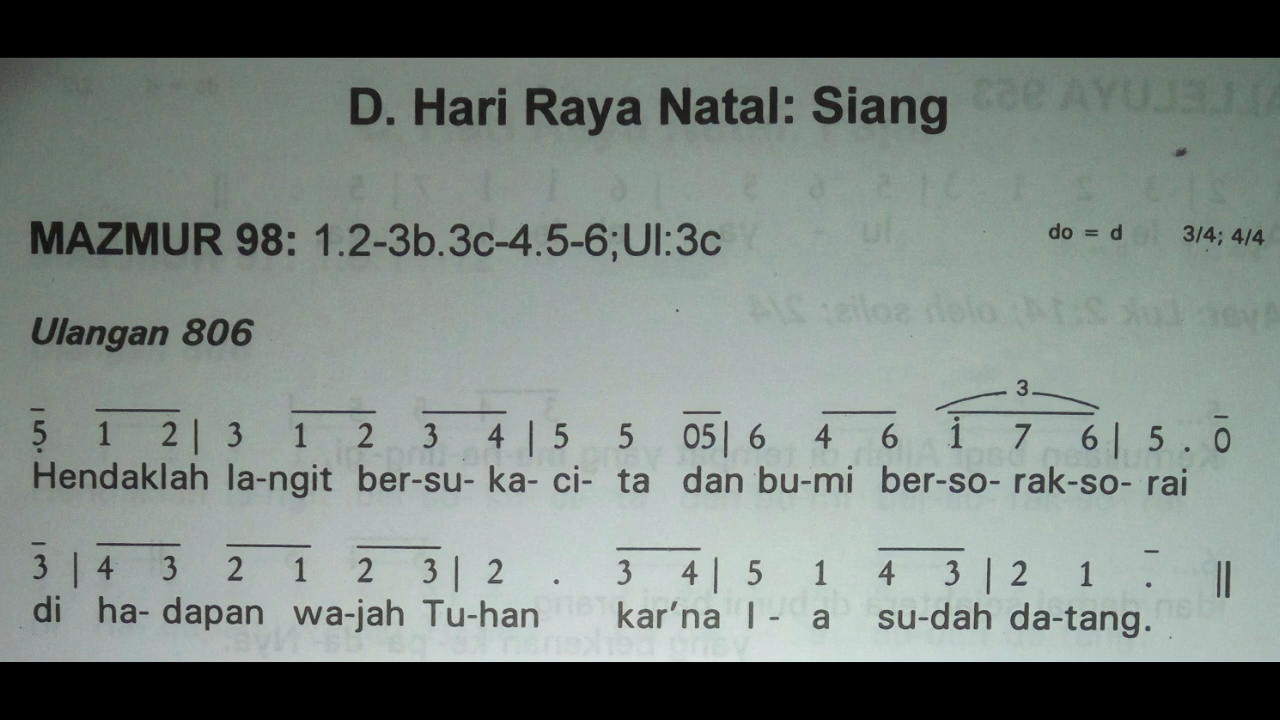 D. Hari Raya Natal: Siang
MAZMUR 98: 1.2-3b.3c-4.5-6;Ul:3c do = d 3/4; 4/4
Ulangan 806
3
5̣ 1 2 | 3 1 2 3 4 | 5 5 05 | 6 4 6 1̇ 7 6 | 5 . 0
Hendaklah la-ngit ber-su- ka- ci- ta dan bu-mi ber-so- rak-so- rai
3 | 4 3 2 1 2 3 | 2 . 3 4 | 5 1 4 3 | 2 1 . ||
di ha- dapan wa-jah Tu-han kar'na I - a su-dah da-tang.